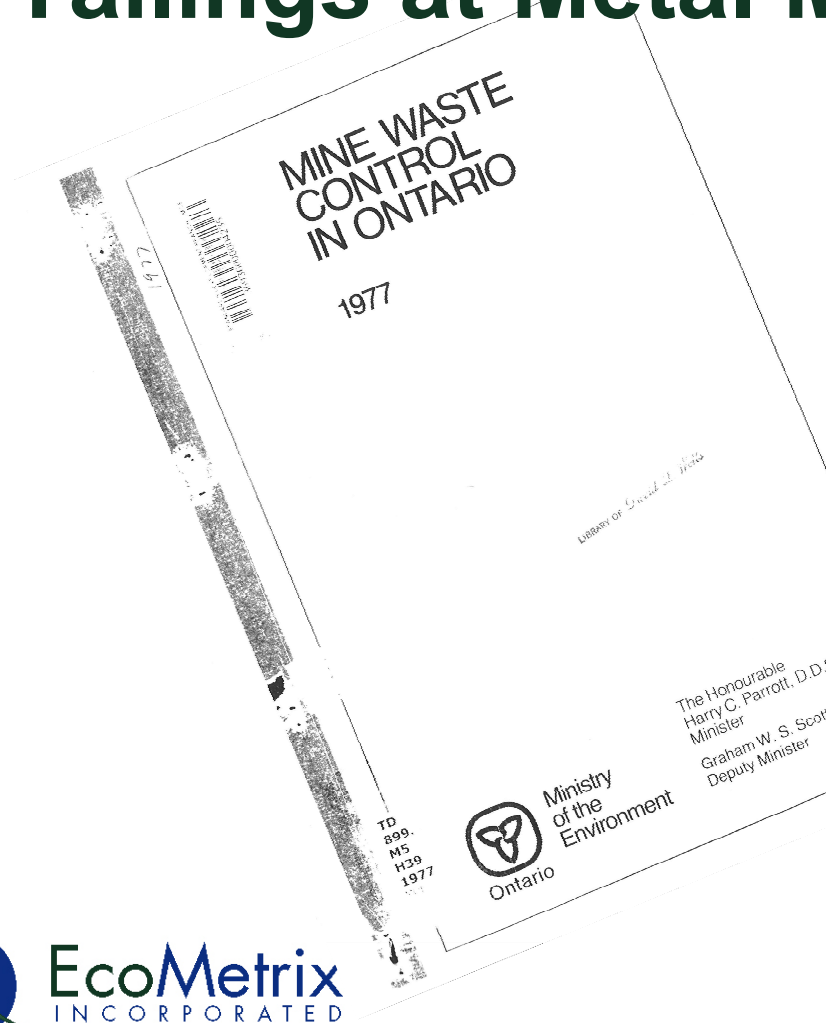 Tailings at Metal M
MINE WASTE
CONTROL
IN ONTARIO
1977
1977
LIBRARY OF
The Honourable
Harry C. Parrott, D.D.S
Minister
Graham W. S. Scott
Deputy Minister
Ministry
of the
Environment
Ontario
TD
899.
M5
H39
1977
EcoMetrix
INCORPORATED